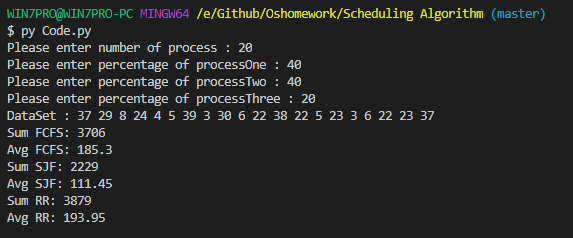 WIN7PRO@WIN7PRO-PC MINGW64 /e/Github/Oshomework/Scheduling Algorithm (master)
$ py Code.py
Please enter number of process : 20
Please enter percentage of processOne : 40
Please enter percentage of processTwo : 40
Please enter percentage of processThree : 20
DataSet : 37 29 8 24 4 5 39 3 30 6 22 38 22 5 23 3 6 22 23 37
Sum FCFS: 3706
Avg FCFS: 185.3
Sum SJF: 2229
Avg SJF: 111.45
Sum RR: 3879
Avg RR: 193.95